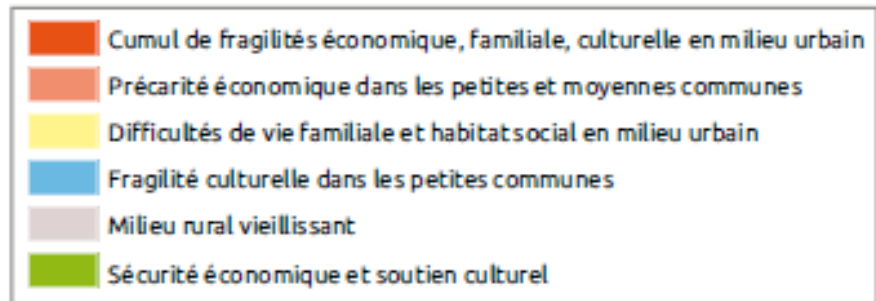 Cumul de fragilités économique, familiale, culturelle en milieu urbain
Précarité économique dans les petites et moyennes communes
Difficultés de vie familiale et habitat social en milieu urbain
Fragilité culturelle dans les petites communes
Milieu rural vieillissant
Sécurité économique et soutien culturel